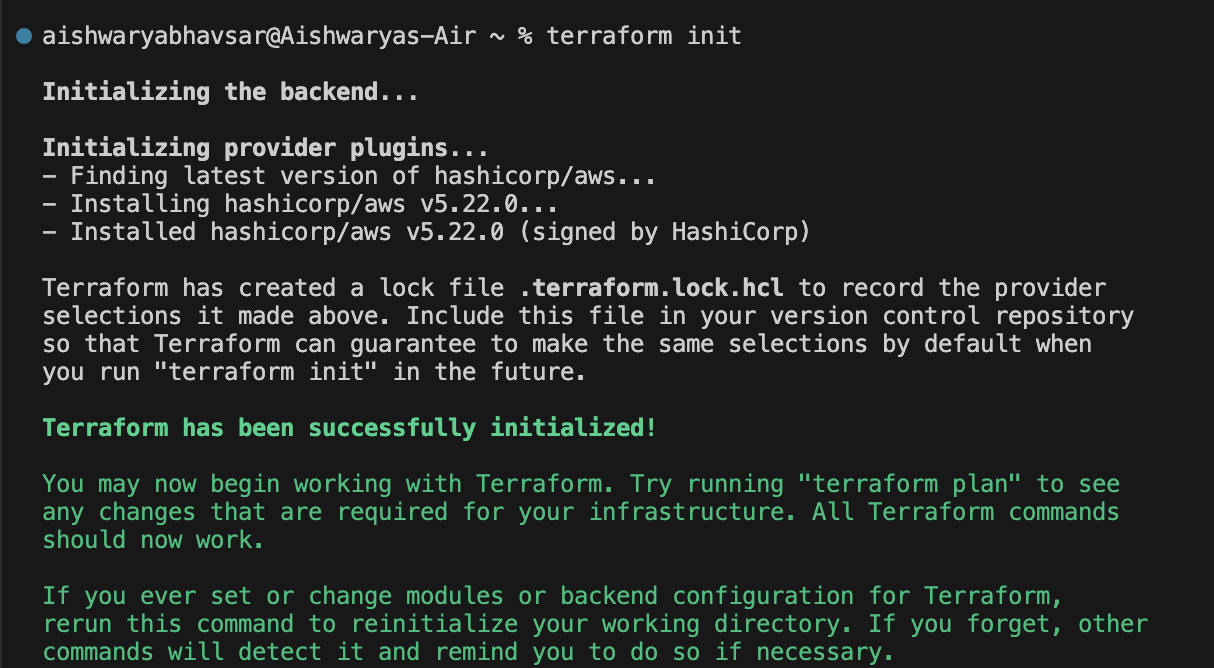 aishwaryabhavsar@Aishwaryas-Air ~ % terraform init
Initializing the backend...
Initializing provider plugins...
- Finding latest version of hashicorp/aws...
- Installing hashicorp/aws v5.22.0...
- Installed hashicorp/aws v5.22.0 (signed by HashiCorp)
Terraform has created a lock file .terraform.lock.hcl to record the provider
selections it made above. Include this file in your version control repository
so that Terraform can guarantee to make the same selections by default when
you run "terraform init" in the future.
Terraform has been successfully initialized!
You may now begin working with Terraform. Try running "terraform plan" to see
any changes that are required for your infrastructure. All Terraform commands
should now work.
If you ever set or change modules or backend configuration for Terraform,
rerun this command to reinitialize your working directory. If you forget, other
commands will detect it and remind you to do so if necessary.